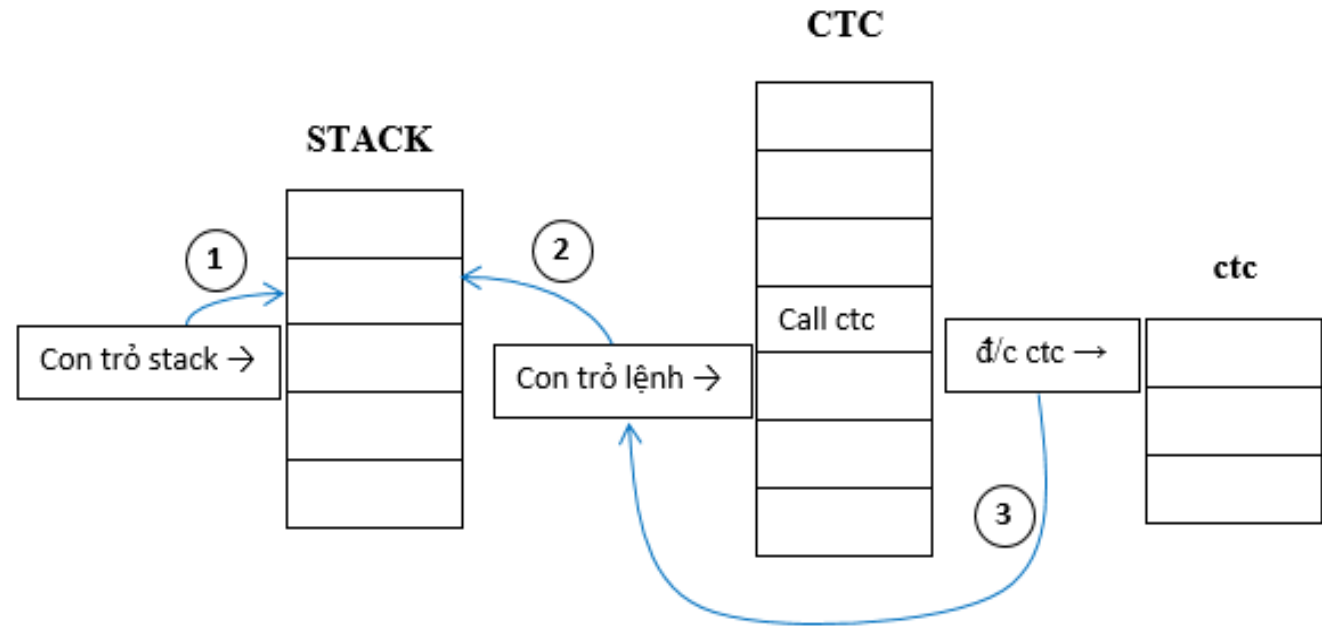 CTC
STACK
1
2
ctc
Call ctc
Con trỏ stack →
Con trỏ lệnh →
đ/c ctc →
3